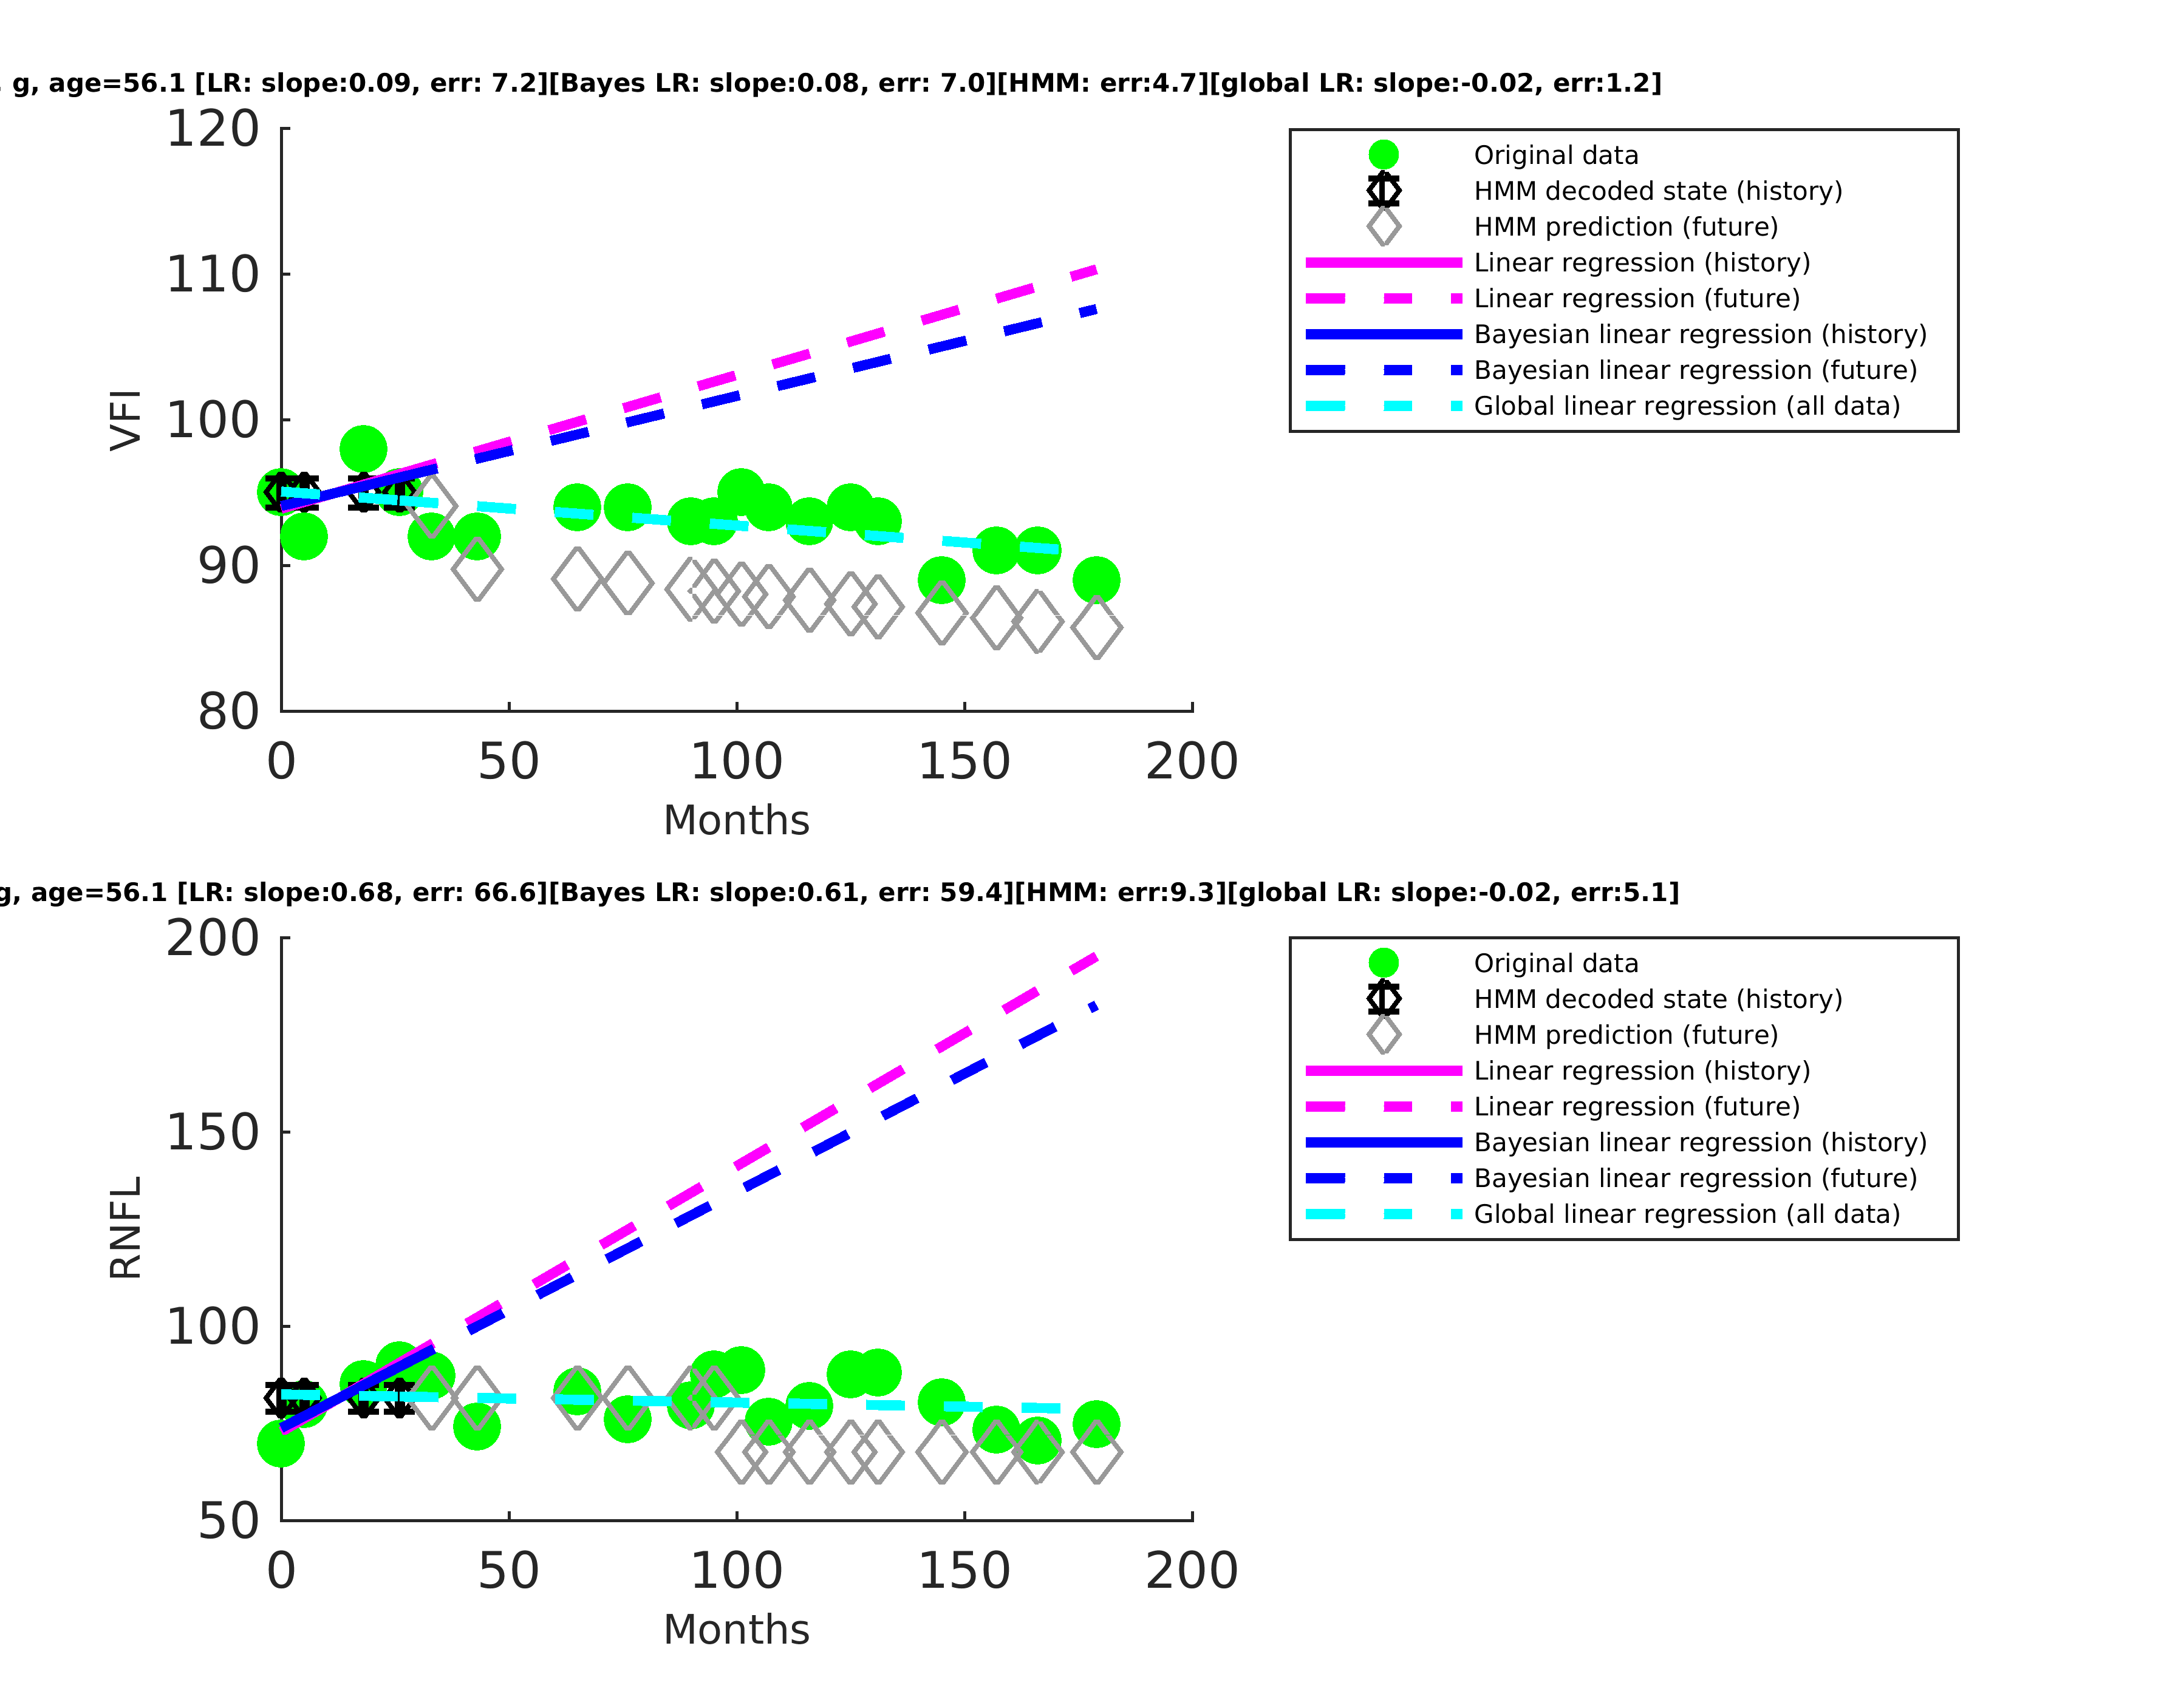 g, age=56.1 [LR: slope:0.09, err: 7.2][Bayes LR: slope:0.08, err: 7.0][HMM: err:4.7][global LR: slope:-0.02, err:1.2]
120
110
100
90
80
VFI
0 50 100 150 200
Months
Original data
HMM decoded state (history)
HMM prediction (future)
Linear regression (history)
Linear regression (future)
Bayesian linear regression (history)
Bayesian linear regression (future)
Global linear regression (all data)
g, age=56.1 [LR: slope:0.68, err: 66.6][Bayes LR: slope:0.61, err: 59.4][HMM: err:9.3][global LR: slope:-0.02, err:5.1]
200
150
100
50
RNFL
0 50 100 150 200
Months
Original data
HMM decoded state (history)
HMM prediction (future)
Linear regression (history)
Linear regression (future)
Bayesian linear regression (history)
Bayesian linear regression (future)
Global linear regression (all data)